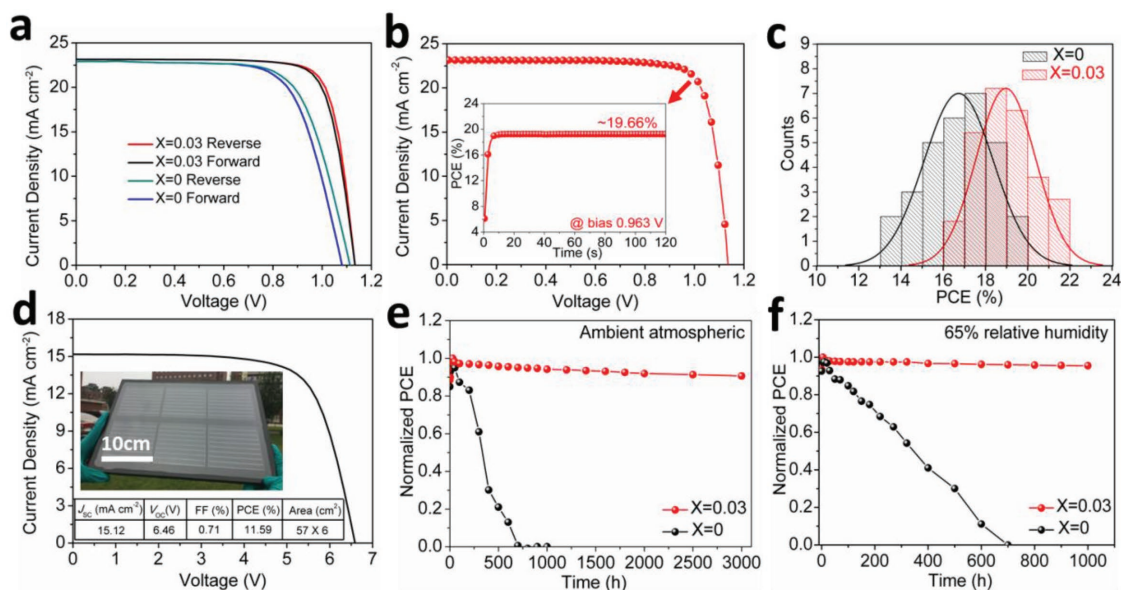 a
25
20
15
10
5
0
0.0 0.2 0.4 0.6 0.8 1.0 1.2
Current Density (mA cm⁻²)
Voltage (V)
X=0.03 Reverse
X=0.03 Forward
X=0 Reverse
X=0 Forward
b
25
20
15
10
5
0
0.0 0.2 0.4 0.6 0.8 1.0 1.2
Current Density (mA cm⁻²)
Voltage (V)
24
20
16
12
8
4
0 20 40 60 80 100 120
PCE (%)
Time (s)
~19.66%
@ bias 0.963 V
c
9
8
7
6
5
4
3
2
1
0
10 12 14 16 18 20 22 24
Counts
PCE (%)
X=0
X=0.03
d
18
15
12
9
6
3
0
0 1 2 3 4 5 6 7
Current Density (mA cm⁻²)
Voltage (V)
10cm
JSC (mA cm⁻²) VOC(V) FF (%) PCE (%) Area (cm²)
15.12 6.46 0.71 11.59 57 X 6
e
Ambient atmospheric
1.2
1.0
0.8
0.6
0.4
0.2
0.0
0 500 1000 1500 2000 2500 3000
Normalized PCE
Time (h)
X=0.03
X=0
f
65% relative humidity
1.2
1.0
0.8
0.6
0.4
0.2
0.0
0 200 400 600 800 1000
Normalized PCE
Time (h)
X=0.03
X=0